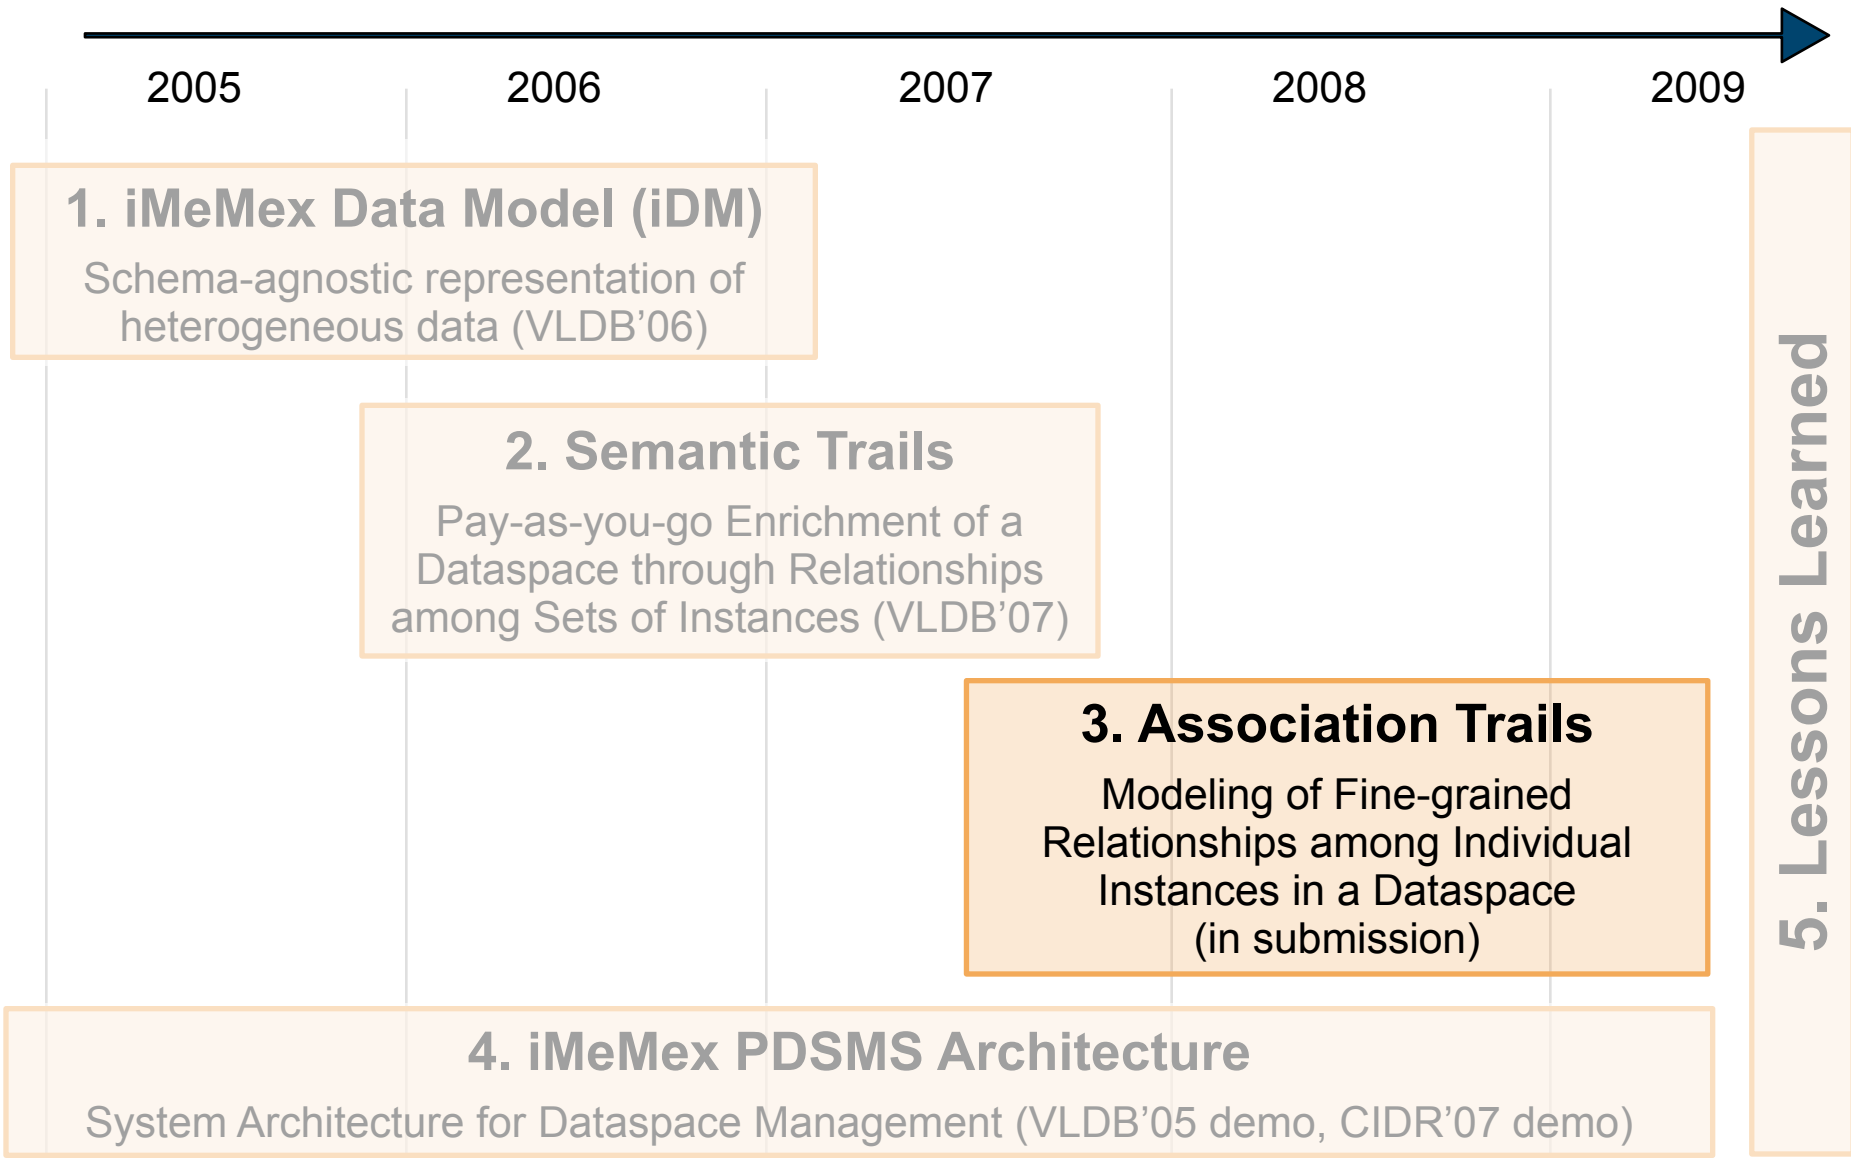 2005 2006 2007 2008 2009
1. iMeMex Data Model (iDM)
Schema-agnostic representation of
heterogeneous data (VLDB’06)
2. Semantic Trails
Pay-as-you-go Enrichment of a
Dataspace through Relationships
among Sets of Instances (VLDB’07)
3. Association Trails
Modeling of Fine-grained
Relationships among Individual
Instances in a Dataspace
(in submission)
4. iMeMex PDSMS Architecture
System Architecture for Dataspace Management (VLDB’05 demo, CIDR’07 demo)
5. Lessons Learned